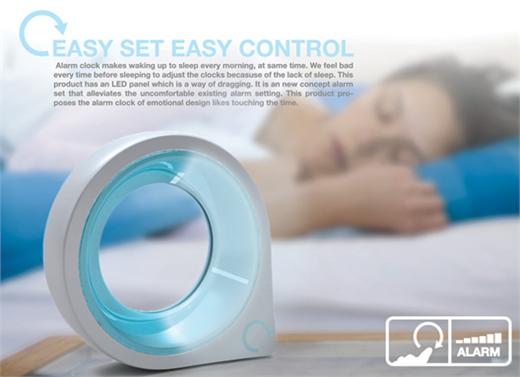 EASY SET EASY CONTROL
Alarm clock makes waking up to sleep every morning, at same time. We feel bad
every time before sleeping to adjust the clocks becasuse of the lack of sleep. This
product has an LED panel which is a way of dragging. It is an new concept alarm
set that alleviates the uncomfortable existing alarm setting. This product pro-
poses the alarm clock of emotional design likes touching the time.
ALARM